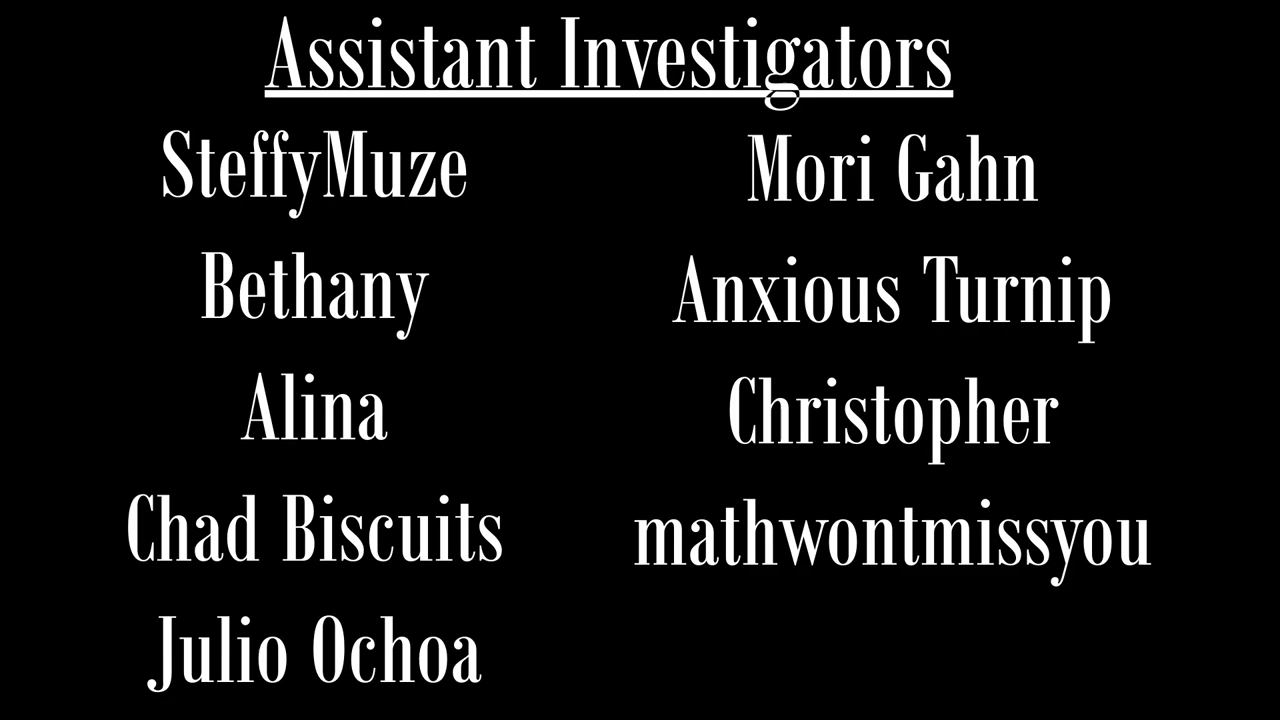 Assistant Investigators
SteffyMuze
Bethany
Alina
Chad Biscuits
Julio Ochoa
Mori Gahn
Anxious Turnip
Christopher
mathwontmissyou